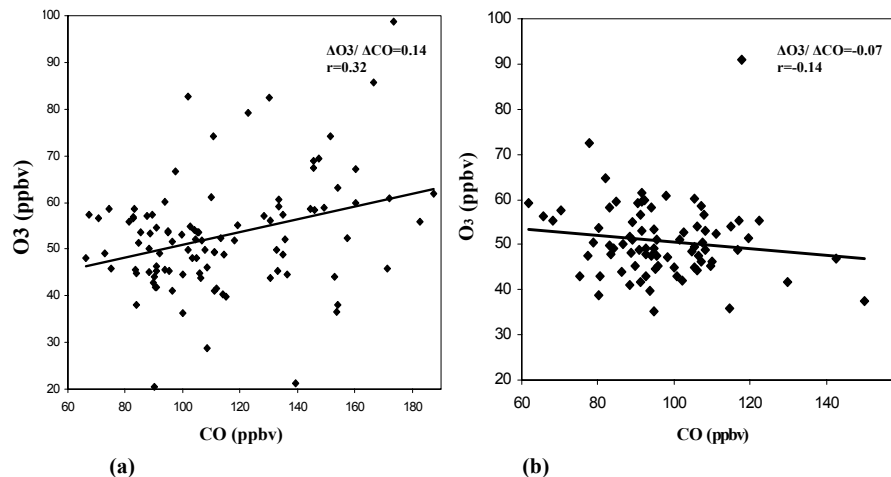 100
90
80
70
60
50
40
30
20
60 80 100 120 140 160 180
O3 (ppbv)
CO (ppbv)
ΔO3/ ΔCO=0.14
r=0.32
(a)
100
90
80
70
60
50
40
30
20
60 80 100 120 140
O3 (ppbv)
CO (ppbv)
ΔO3/ ΔCO=-0.07
r=-0.14
(b)